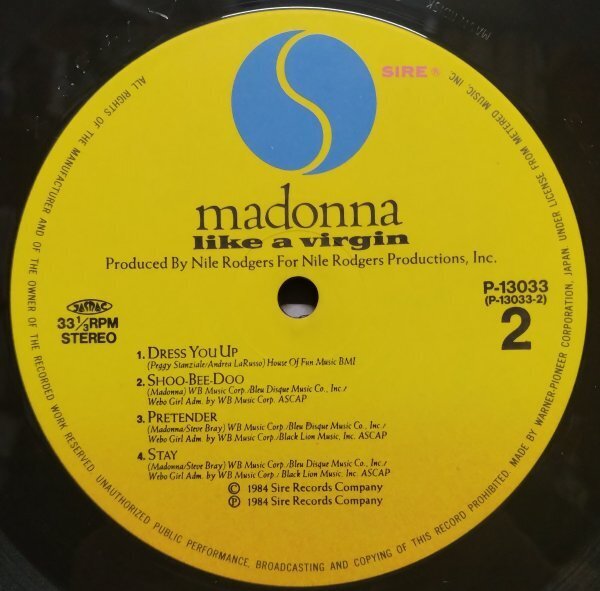 SIRE ®
madonna
like a virgin
Produced By Nile Rodgers For Nile Rodgers Productions, Inc.
P-13033
(P-13033-2)
2
JASRAC
33 1/3 RPM
STEREO
1. DRESS YOU UP
(Peggy Stanziale/Andrea LaRusso) House Of Fun Music BMI
2. SHOO-BEE-DOO
(Madonna) WB Music Corp./Bleu Disque Music Co., Inc./
Webo Girl Adm. by WB Music Corp. ASCAP
3. PRETENDER
(Madonna/Steve Bray) WB Music Corp./Bleu Disque Music Co., Inc./
Webo Girl Adm. by WB Music Corp./Black Lion Music, Inc. ASCAP
4. STAY
(Madonna/Steve Bray) WB Music Corp./Bleu Disque Music Co., Inc./
Webo Girl Adm. by WB Music Corp./ Black Lion Music, Inc. ASCAP
© 1984 Sire Records Company
℗ 1984 Sire Records Company
ALL RIGHTS OF THE MANUFACTURER AND OF THE OWNER OF THE RECORDED WORK RESERVED. UNAUTHORIZED PUBLIC PERFORMANCE, BROADCASTING AND COPYING OF THIS RECORD PROHIBITED. MADE BY WARNER-PIONEER CORPORATION, JAPAN. UNDER LICENSE FROM METERED MUSIC, INC.